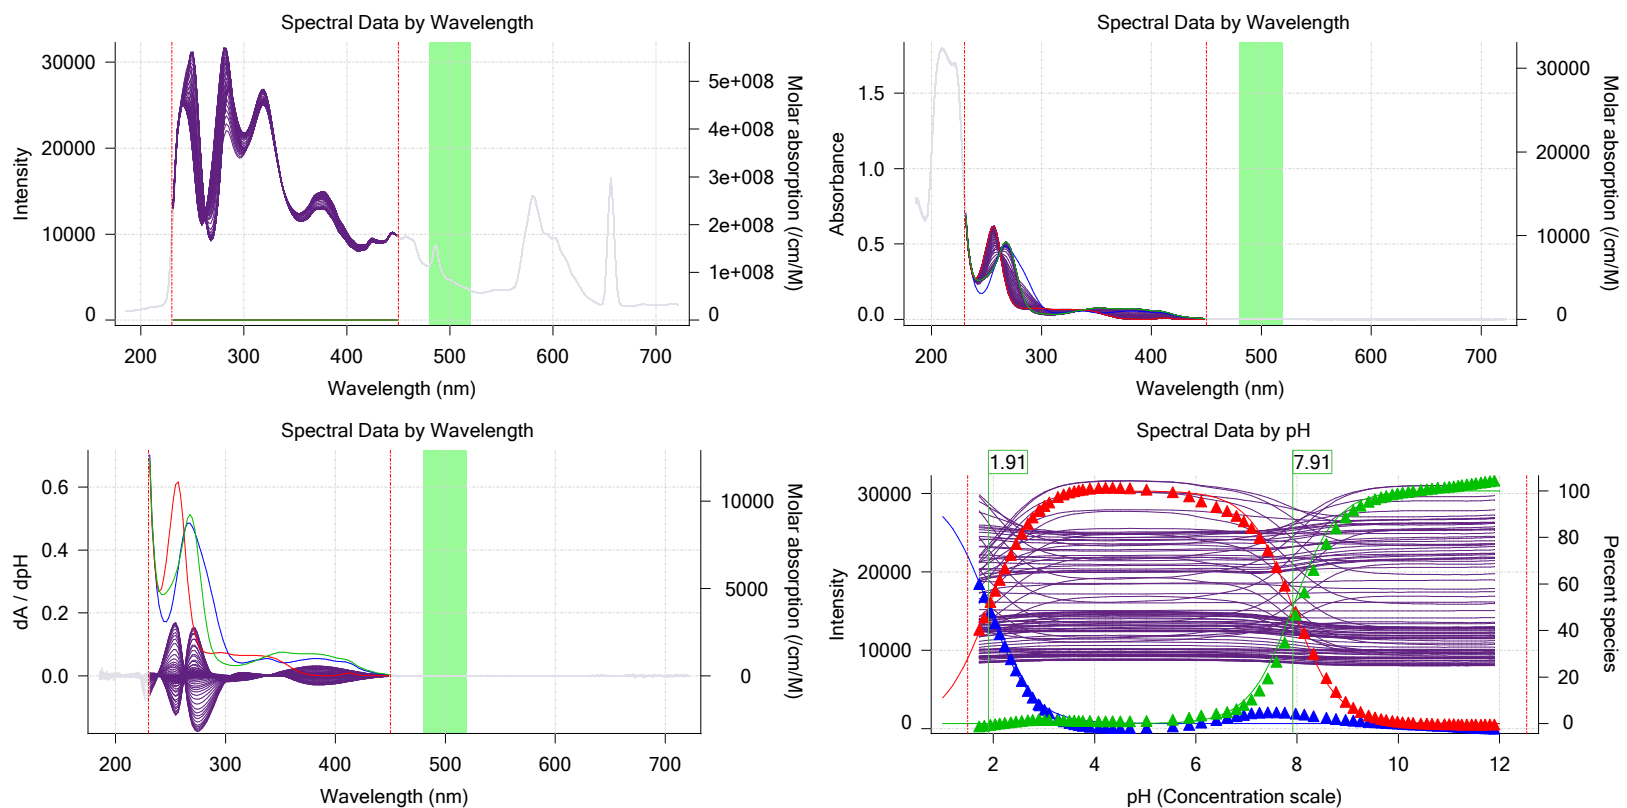 Spectral Data by Wavelength
30000
20000
10000
0
Intensity
5e+008
4e+008
3e+008
2e+008
1e+008
0
Molar absorption (/cm/M)
200 300 400 500 600 700
Wavelength (nm)
Spectral Data by Wavelength
1.5
1.0
0.5
0.0
Absorbance
30000
20000
10000
0
Molar absorption (/cm/M)
200 300 400 500 600 700
Wavelength (nm)
Spectral Data by Wavelength
0.6
0.4
0.2
0.0
dA / dpH
10000
5000
0
Molar absorption (/cm/M)
200 300 400 500 600 700
Wavelength (nm)
Spectral Data by pH
1.91 7.91
30000
20000
10000
0
Intensity
100
80
60
40
20
0
Percent species
2 4 6 8 10 12
pH (Concentration scale)